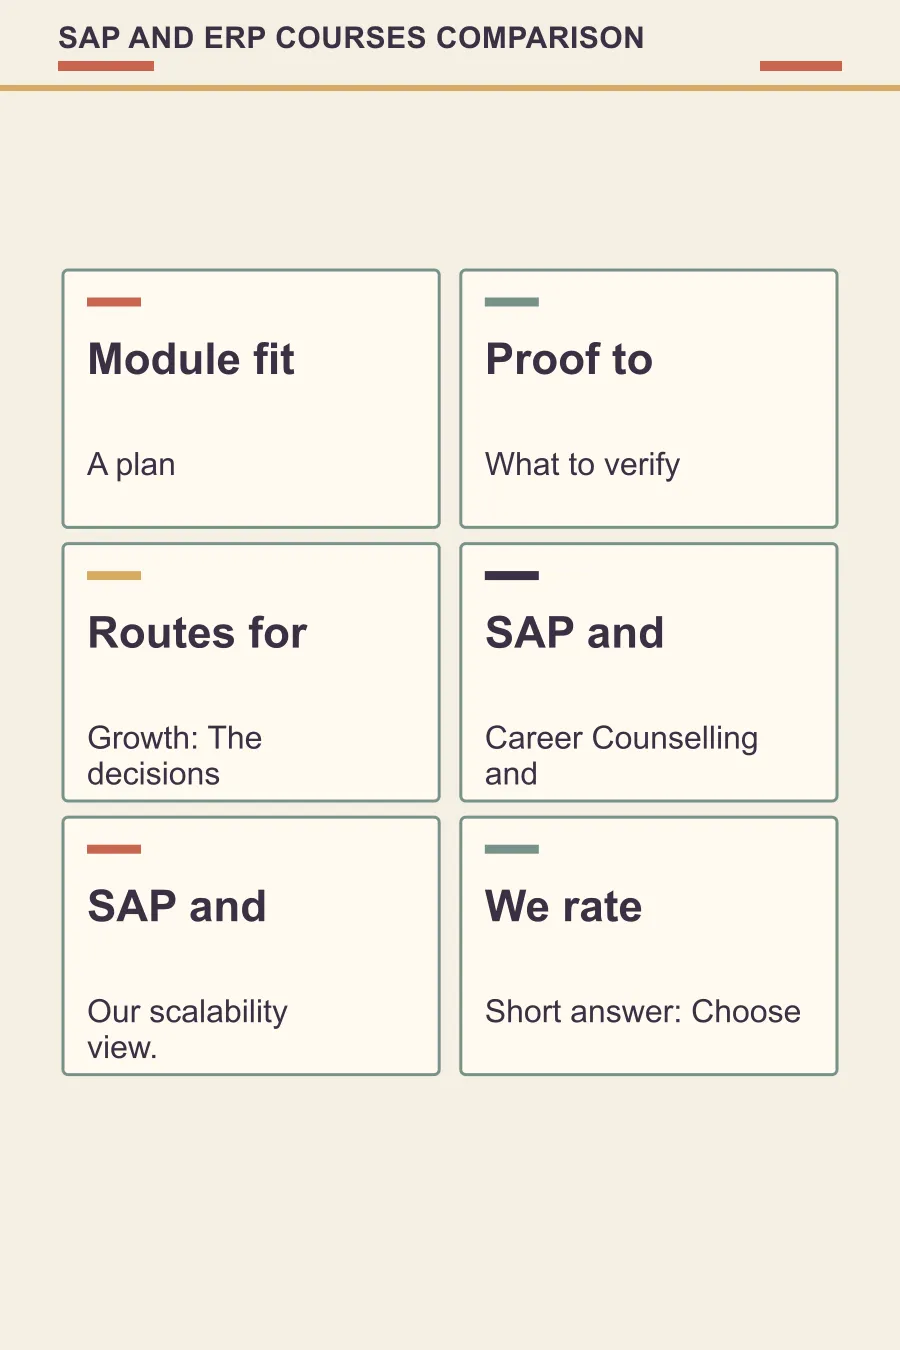 SAP AND ERP COURSES COMPARISON
Module fit
A plan
Proof to
What to verify
Routes for
Growth: The
decisions
SAP and
Career Counselling
and
SAP and
Our scalability
view.
We rate
Short answer: Choose